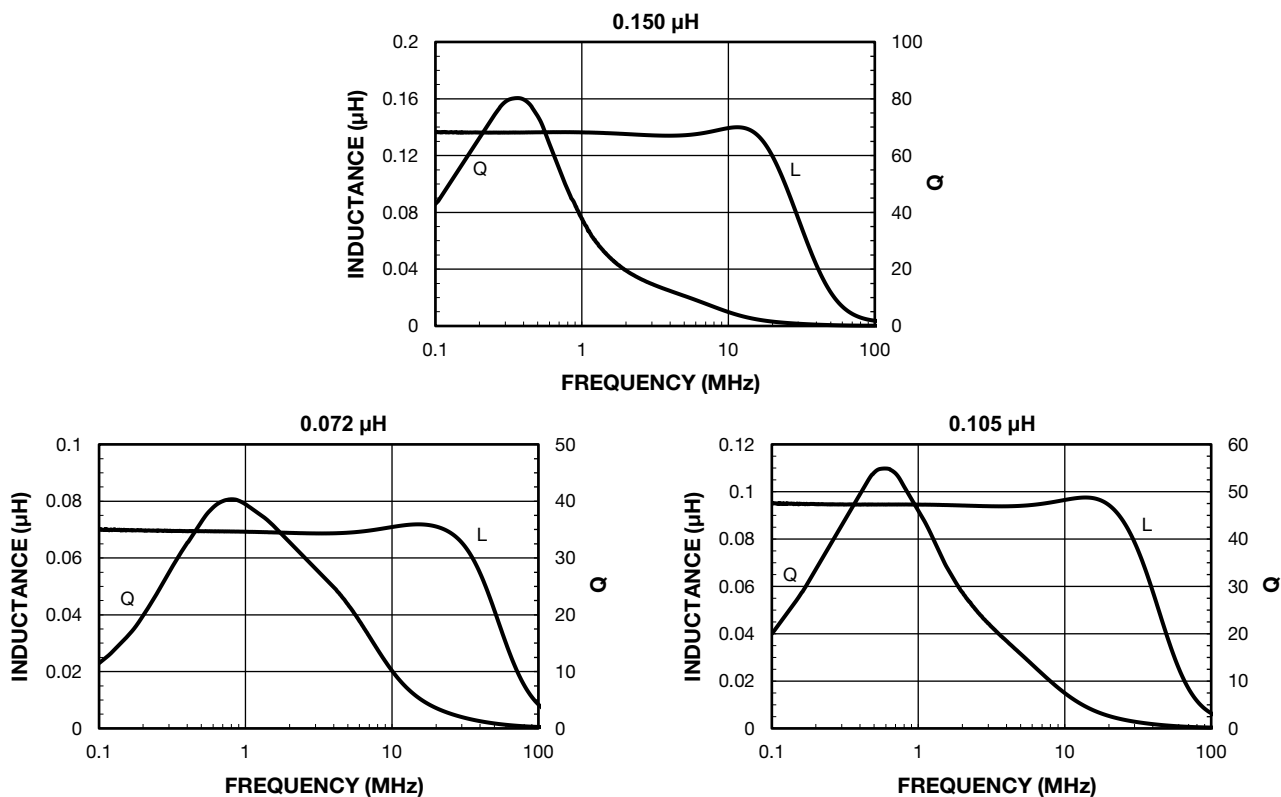 0.150 µH
0.2
0.16
0.12
0.08
0.04
0
INDUCTANCE (µH)
100
80
60
40
20
0
Q
Q
L
0.1 1 10 100
FREQUENCY (MHz)
0.072 µH
0.1
0.08
0.06
0.04
0.02
0
INDUCTANCE (µH)
50
40
30
20
10
0
Q
Q
L
0.1 1 10 100
FREQUENCY (MHz)
0.105 µH
0.12
0.1
0.08
0.06
0.04
0.02
0
INDUCTANCE (µH)
60
50
40
30
20
10
0
Q
Q
L
0.1 1 10 100
FREQUENCY (MHz)